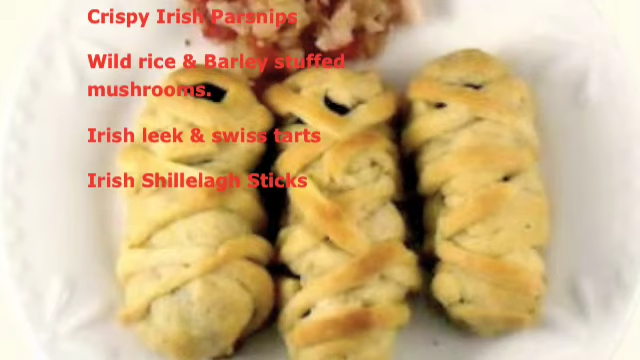 Crispy Irish Parsnips
Wild rice & Barley stuffed
mushrooms.
Irish leek & swiss tarts
Irish Shillelagh Sticks